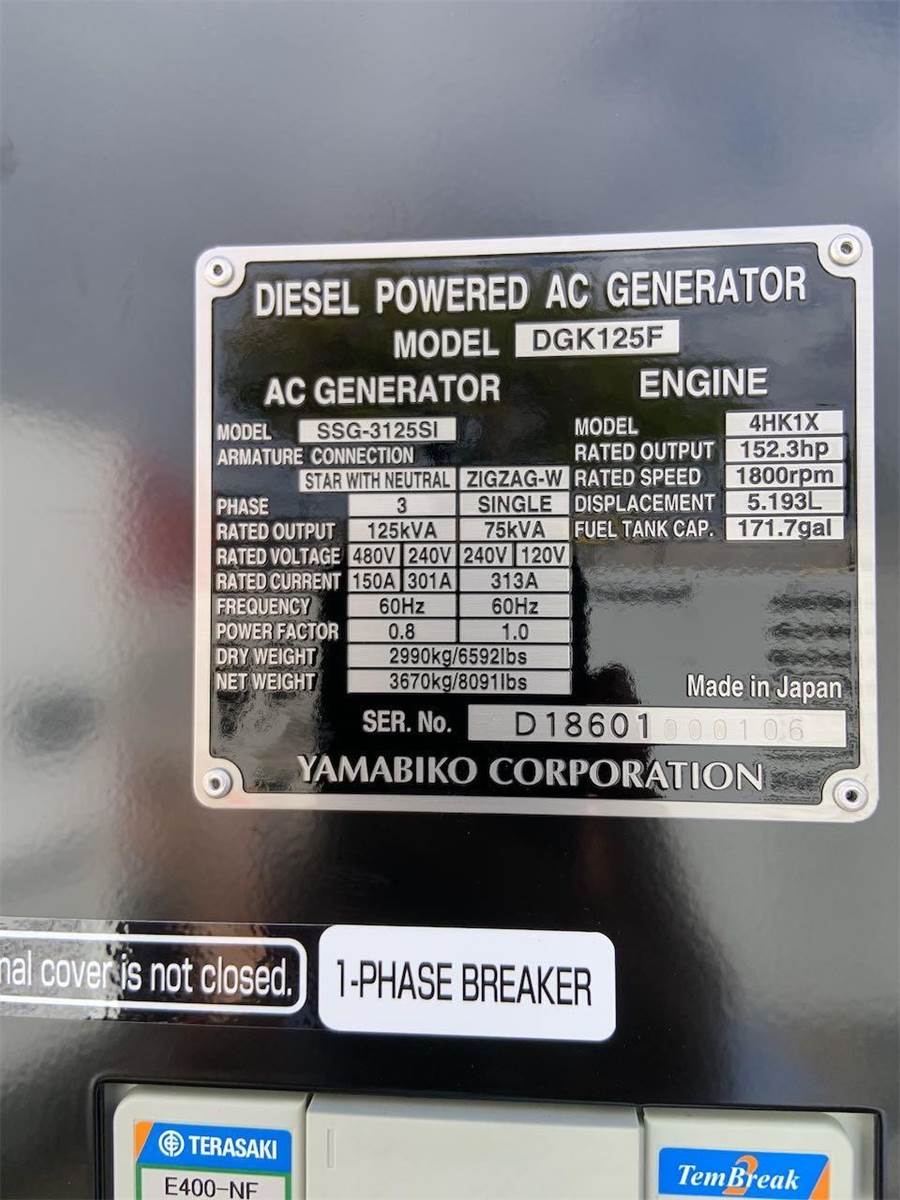 DIESEL POWERED AC GENERATOR
MODEL DGK125F
AC GENERATOR
MODEL SSG-3125SI
ARMATURE CONNECTION
STAR WITH NEUTRAL ZIGZAG-W
PHASE 3 SINGLE
RATED OUTPUT 125kVA 75kVA
RATED VOLTAGE 480V 240V 240V 120V
RATED CURRENT 150A 301A 313A
FREQUENCY 60Hz 60Hz
POWER FACTOR 0.8 1.0
DRY WEIGHT 2990kg/6592lbs
NET WEIGHT 3670kg/8091lbs
ENGINE
MODEL 4HK1X
RATED OUTPUT 152.3hp
RATED SPEED 1800rpm
DISPLACEMENT 5.193L
FUEL TANK CAP. 171.7gal
Made in Japan
SER. No. D18601000106
YAMABIKO CORPORATION
cover is not closed.
1-PHASE BREAKER
TERASAKI
E400-NF
TemBreak 2